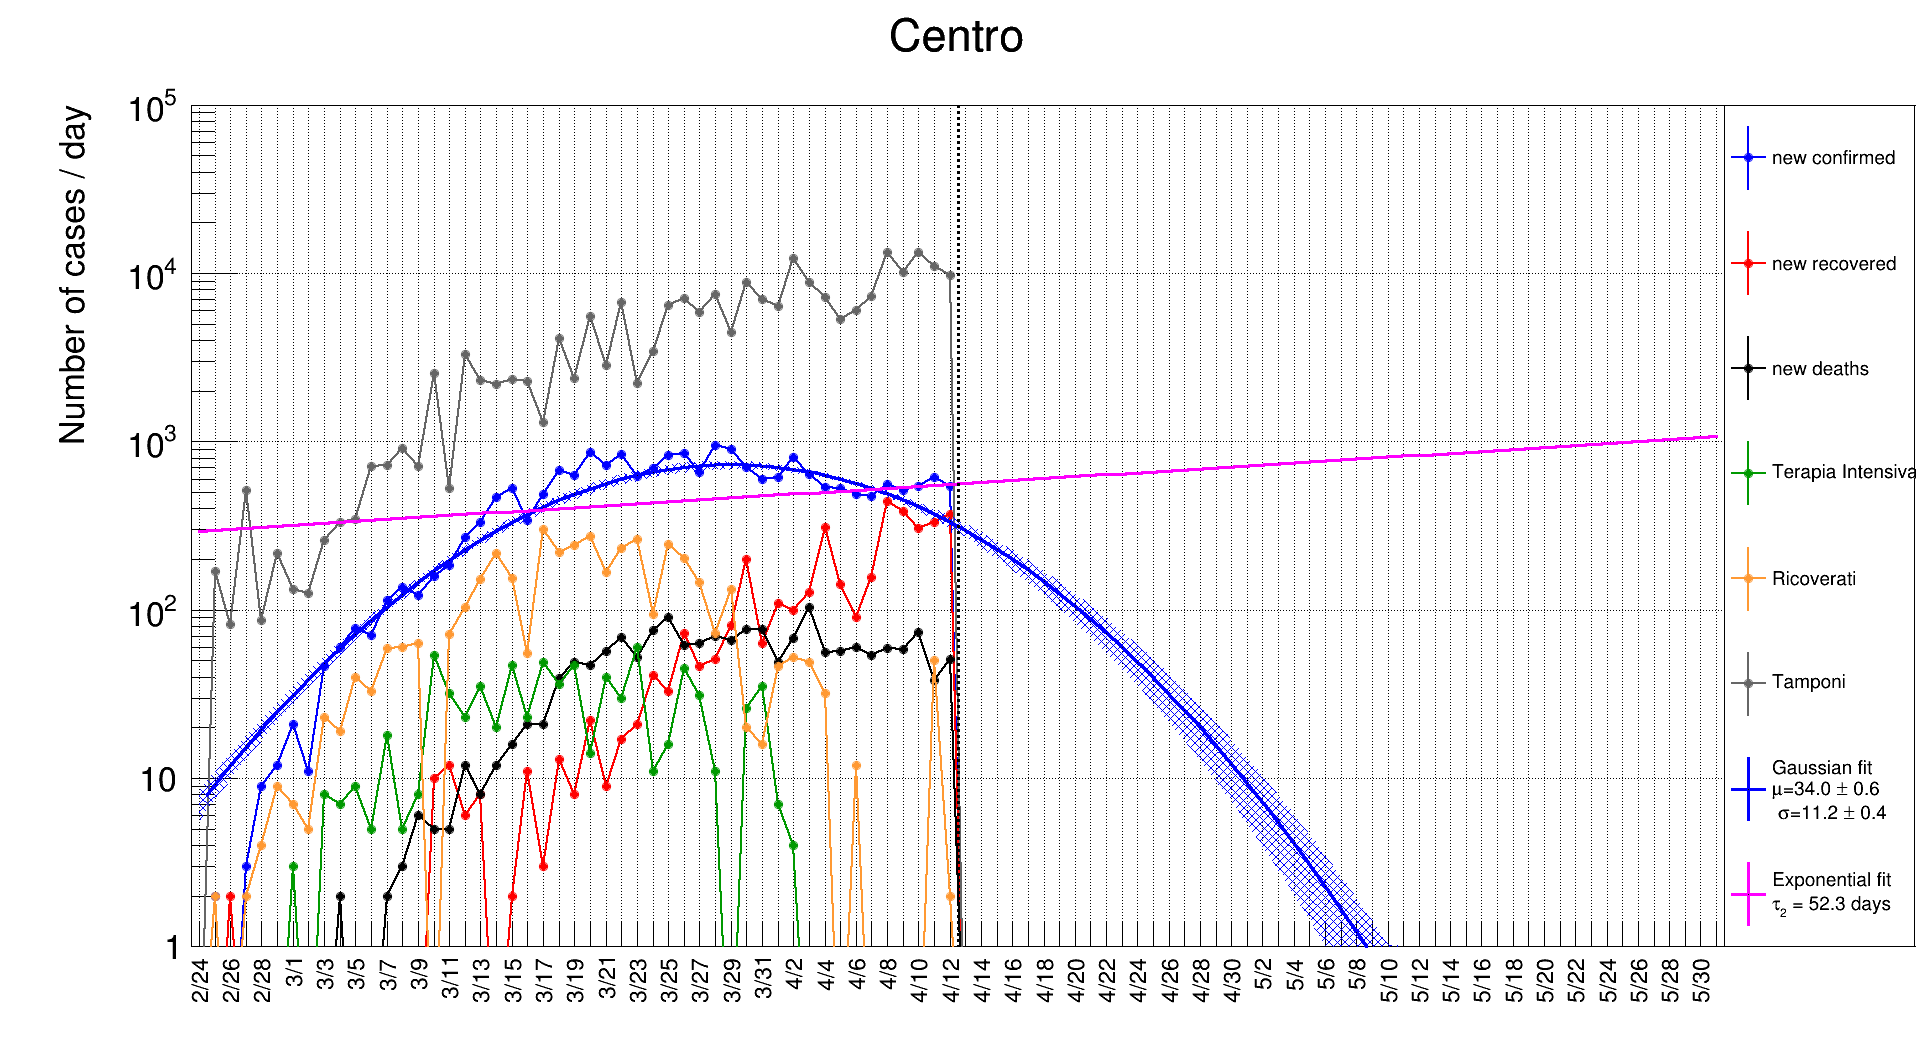 Centro
Number of cases / day
10^5
10^4
10^3
10^2
10
1
2/24 2/26 2/28 3/1 3/3 3/5 3/7 3/9 3/11 3/13 3/15 3/17 3/19 3/21 3/23 3/25 3/27 3/29 3/31 4/2 4/4 4/6 4/8 4/10 4/12 4/14 4/16 4/18 4/20 4/22 4/24 4/26 4/28 4/30 5/2 5/4 5/6 5/8 5/10 5/12 5/14 5/16 5/18 5/20 5/22 5/24 5/26 5/28 5/30
new confirmed
new recovered
new deaths
Terapia Intensiva
Ricoverati
Tamponi
Gaussian fit
μ=34.0 ± 0.6
σ=11.2 ± 0.4
Exponential fit
τ_2 = 52.3 days